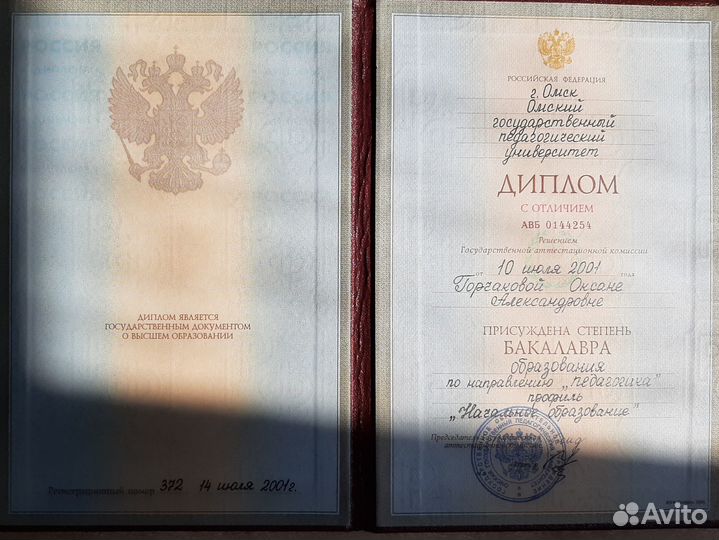 ДИПЛОМ ЯВЛЯЕТСЯ
ГОСУДАРСТВЕННЫМ ДОКУМЕНТОМ
О ВЫСШЕМ ОБРАЗОВАНИИ
Регистрационный номер 372 14 июля 2001г.
РОССИЙСКАЯ ФЕДЕРАЦИЯ
г. Омск
Омский
государственный
педагогический
университет
ДИПЛОМ
С ОТЛИЧИЕМ
АВБ 0144254
Решением
Государственной аттестационной комиссии
от 10 июля 2001 года
Горчаковой Оксане
Александровне
ПРИСУЖДЕНА СТЕПЕНЬ
БАКАЛАВРА
образования
по направлению „педагогика"
профиль
„Начальное образование"
Председатель
Avito